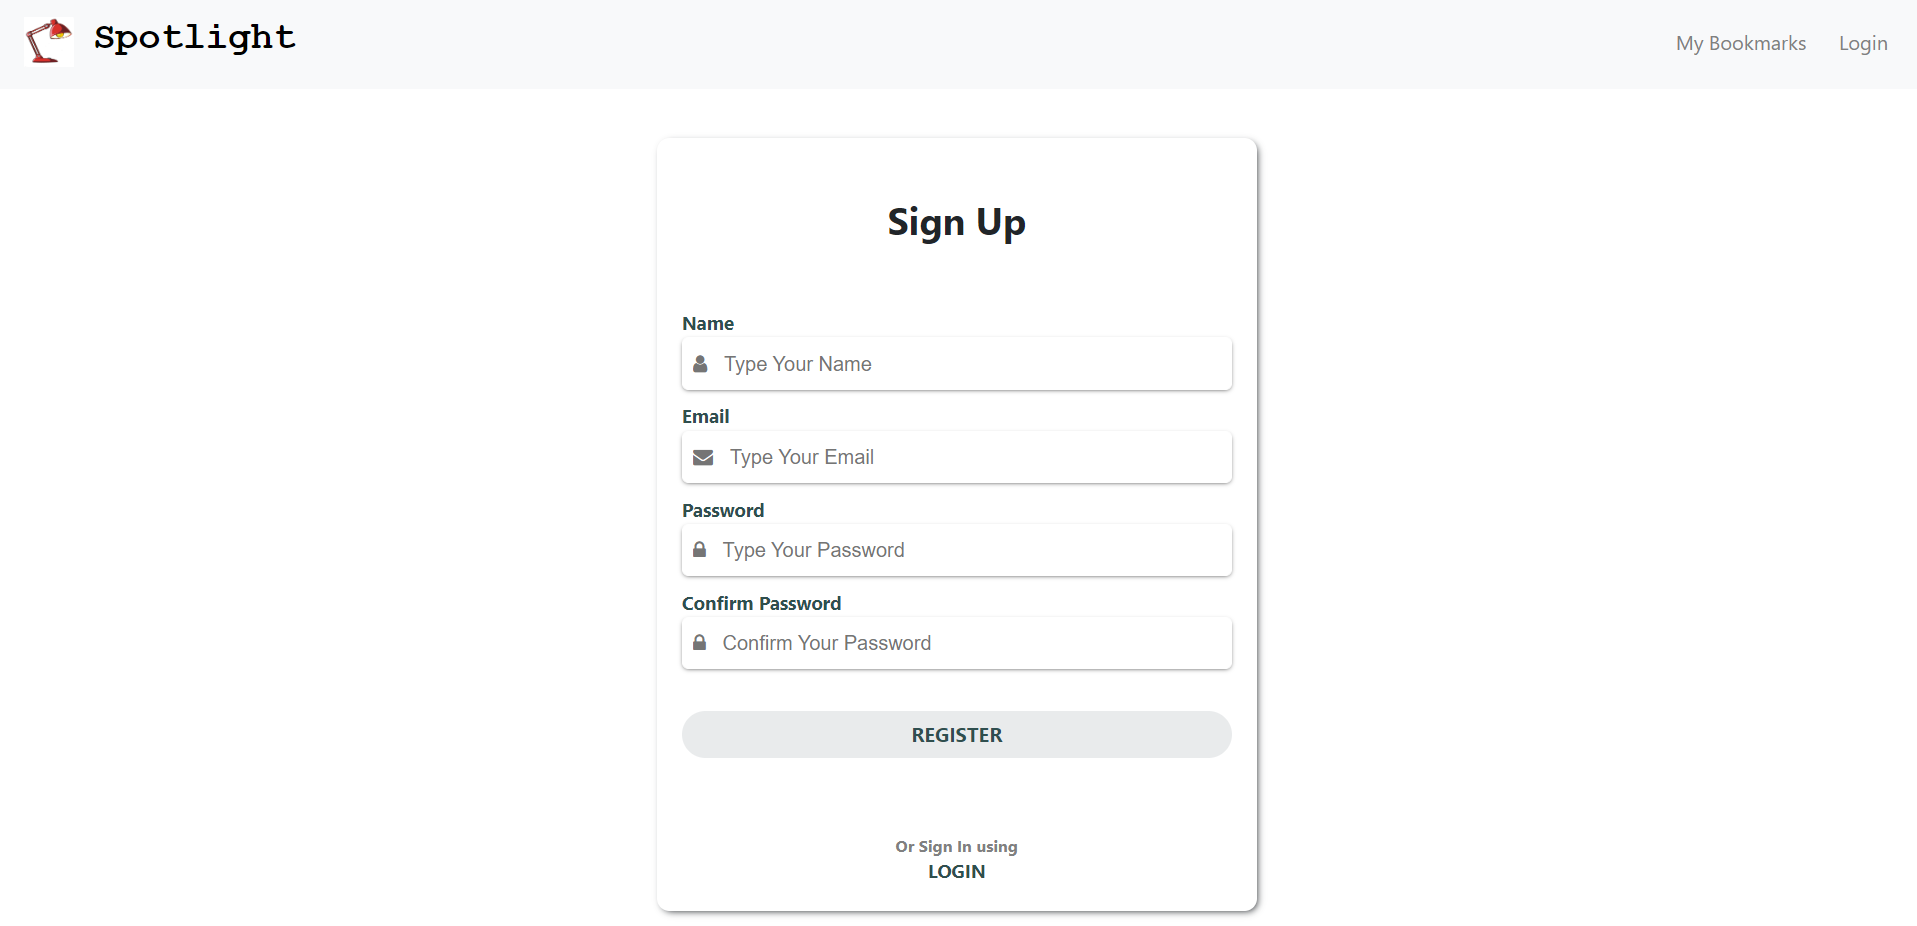 Spotlight
My Bookmarks
Login
Sign Up
Name
Type Your Name
Email
Type Your Email
Password
Type Your Password
Confirm Password
Confirm Your Password
REGISTER
Or Sign In using
LOGIN